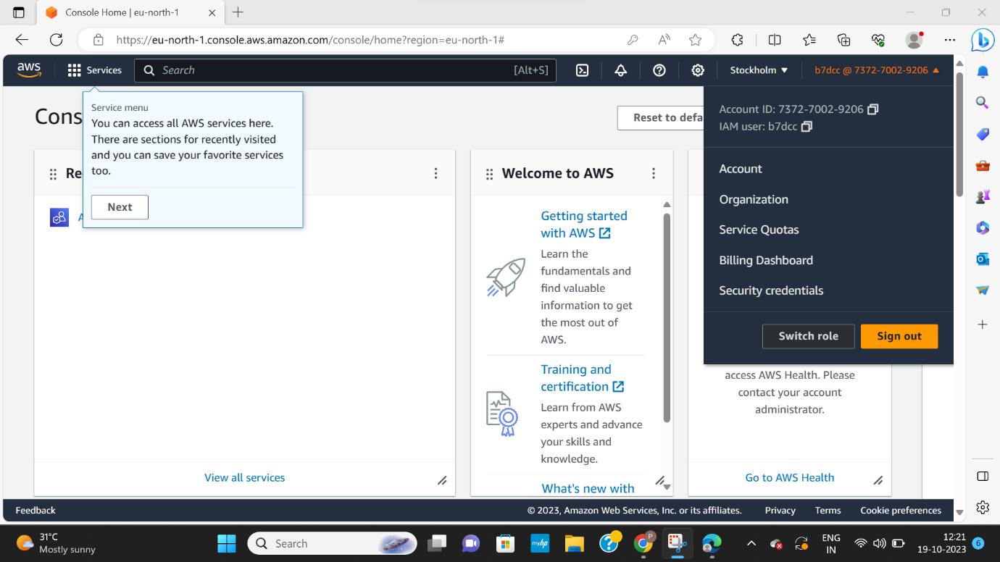 Console Home | eu-north-1
https://eu-north-1.console.aws.amazon.com/console/home?region=eu-north-1#
aws
Services
Search
[Alt+S]
Stockholm
b7dcc @ 7372-7002-9206
Account ID: 7372-7002-9206
IAM user: b7dcc
Account
Organization
Service Quotas
Billing Dashboard
Security credentials
Switch role
Sign out
Service menu
You can access all AWS services here.
There are sections for recently visited
and you can save your favorite services
too.
Next
Cons
Reset to defa
Re
A
View all services
Welcome to AWS
Getting started
with AWS
Learn the
fundamentals and
find valuable
information to get
the most out of
AWS.
Training and
certification
Learn from AWS
experts and advance
your skills and
knowledge.
What's new with
access AWS Health. Please
contact your account
administrator.
Go to AWS Health
Feedback
© 2023, Amazon Web Services, Inc. or its affiliates.
Privacy
Terms
Cookie preferences
31°C
Mostly sunny
Search
myhp
P
ENG
IN
12:21
19-10-2023
6